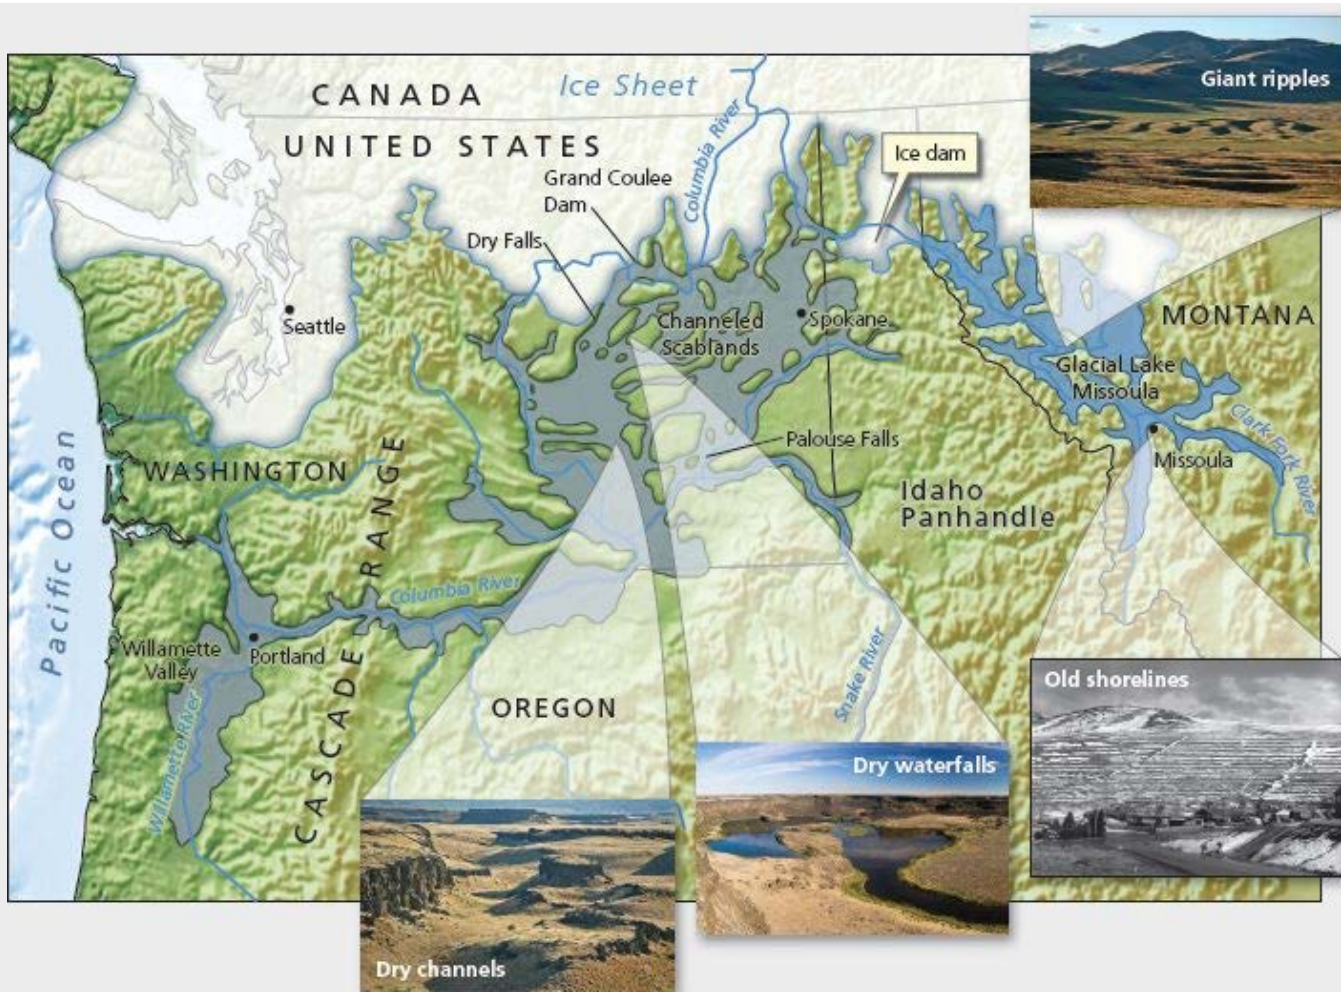 Giant ripples
CANADA
Ice Sheet
UNITED STATES
Columbia River
Ice dam
Grand Coulee
Dam
Dry Falls
Seattle
Channeled
Scablands
Spokane
MONTANA
Glacial Lake
Missoula
Clark Fork
River
Missoula
Palouse Falls
Pacific Ocean
WASHINGTON
CASCADE RANGE
Idaho
Panhandle
Columbia River
Willamette
Valley
Portland
Willamette River
OREGON
Snake River
Old shorelines
Dry waterfalls
Dry channels